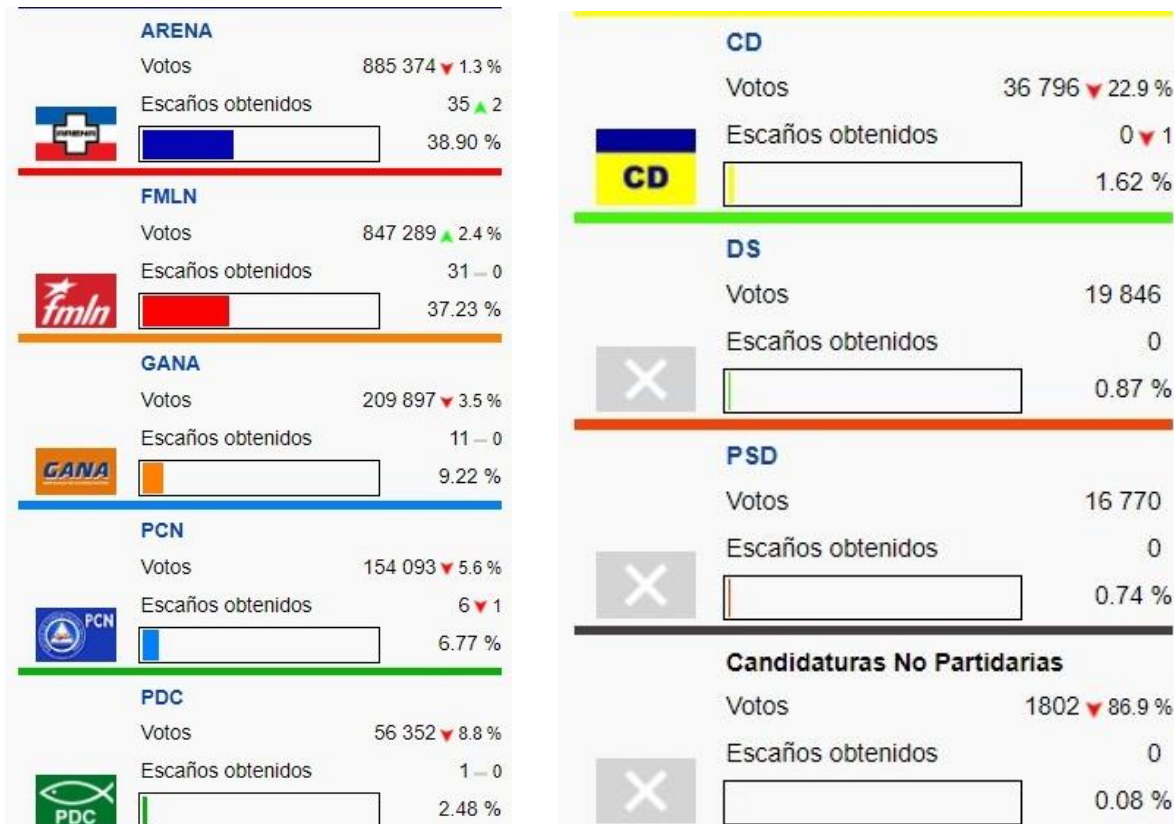 ARENA
Votos 885 374 1.3 %
Escaños obtenidos 35 2
ARENA
38.90 %
FMLN
Votos 847 289 2.4 %
Escaños obtenidos 31 – 0
fmln
37.23 %
GANA
Votos 209 897 3.5 %
Escaños obtenidos 11 – 0
GANA
9.22 %
PCN
Votos 154 093 5.6 %
Escaños obtenidos 6 1
PCN
6.77 %
PDC
Votos 56 352 8.8 %
Escaños obtenidos 1 – 0
PDC
2.48 %
CD
Votos 36 796 22.9 %
Escaños obtenidos 0 1
CD
1.62 %
DS
Votos 19 846
Escaños obtenidos 0
0.87 %
PSD
Votos 16 770
Escaños obtenidos 0
0.74 %
Candidaturas No Partidarias
Votos 1802 86.9 %
Escaños obtenidos 0
0.08 %